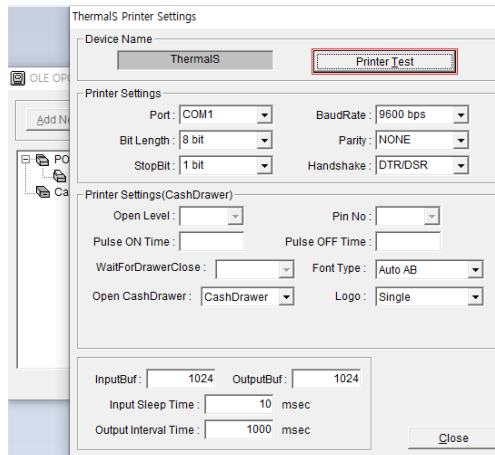 ThermalS Printer Settings
Device Name
ThermalS
Printer Test
OLE OP
Add N
PO
Ca
Printer Settings
Port : COM1 BaudRate : 9600 bps
Bit Length : 8 bit Parity : NONE
StopBit : 1 bit Handshake : DTR/DSR
Printer Settings(CashDrawer)
Open Level : Pin No :
Pulse ON Time : Pulse OFF Time :
WaitForDrawerClose : Font Type : Auto AB
Open CashDrawer : CashDrawer Logo : Single
InputBuf : 1024 OutputBuf : 1024
Input Sleep Time : 10 msec
Output Interval Time : 1000 msec
Close